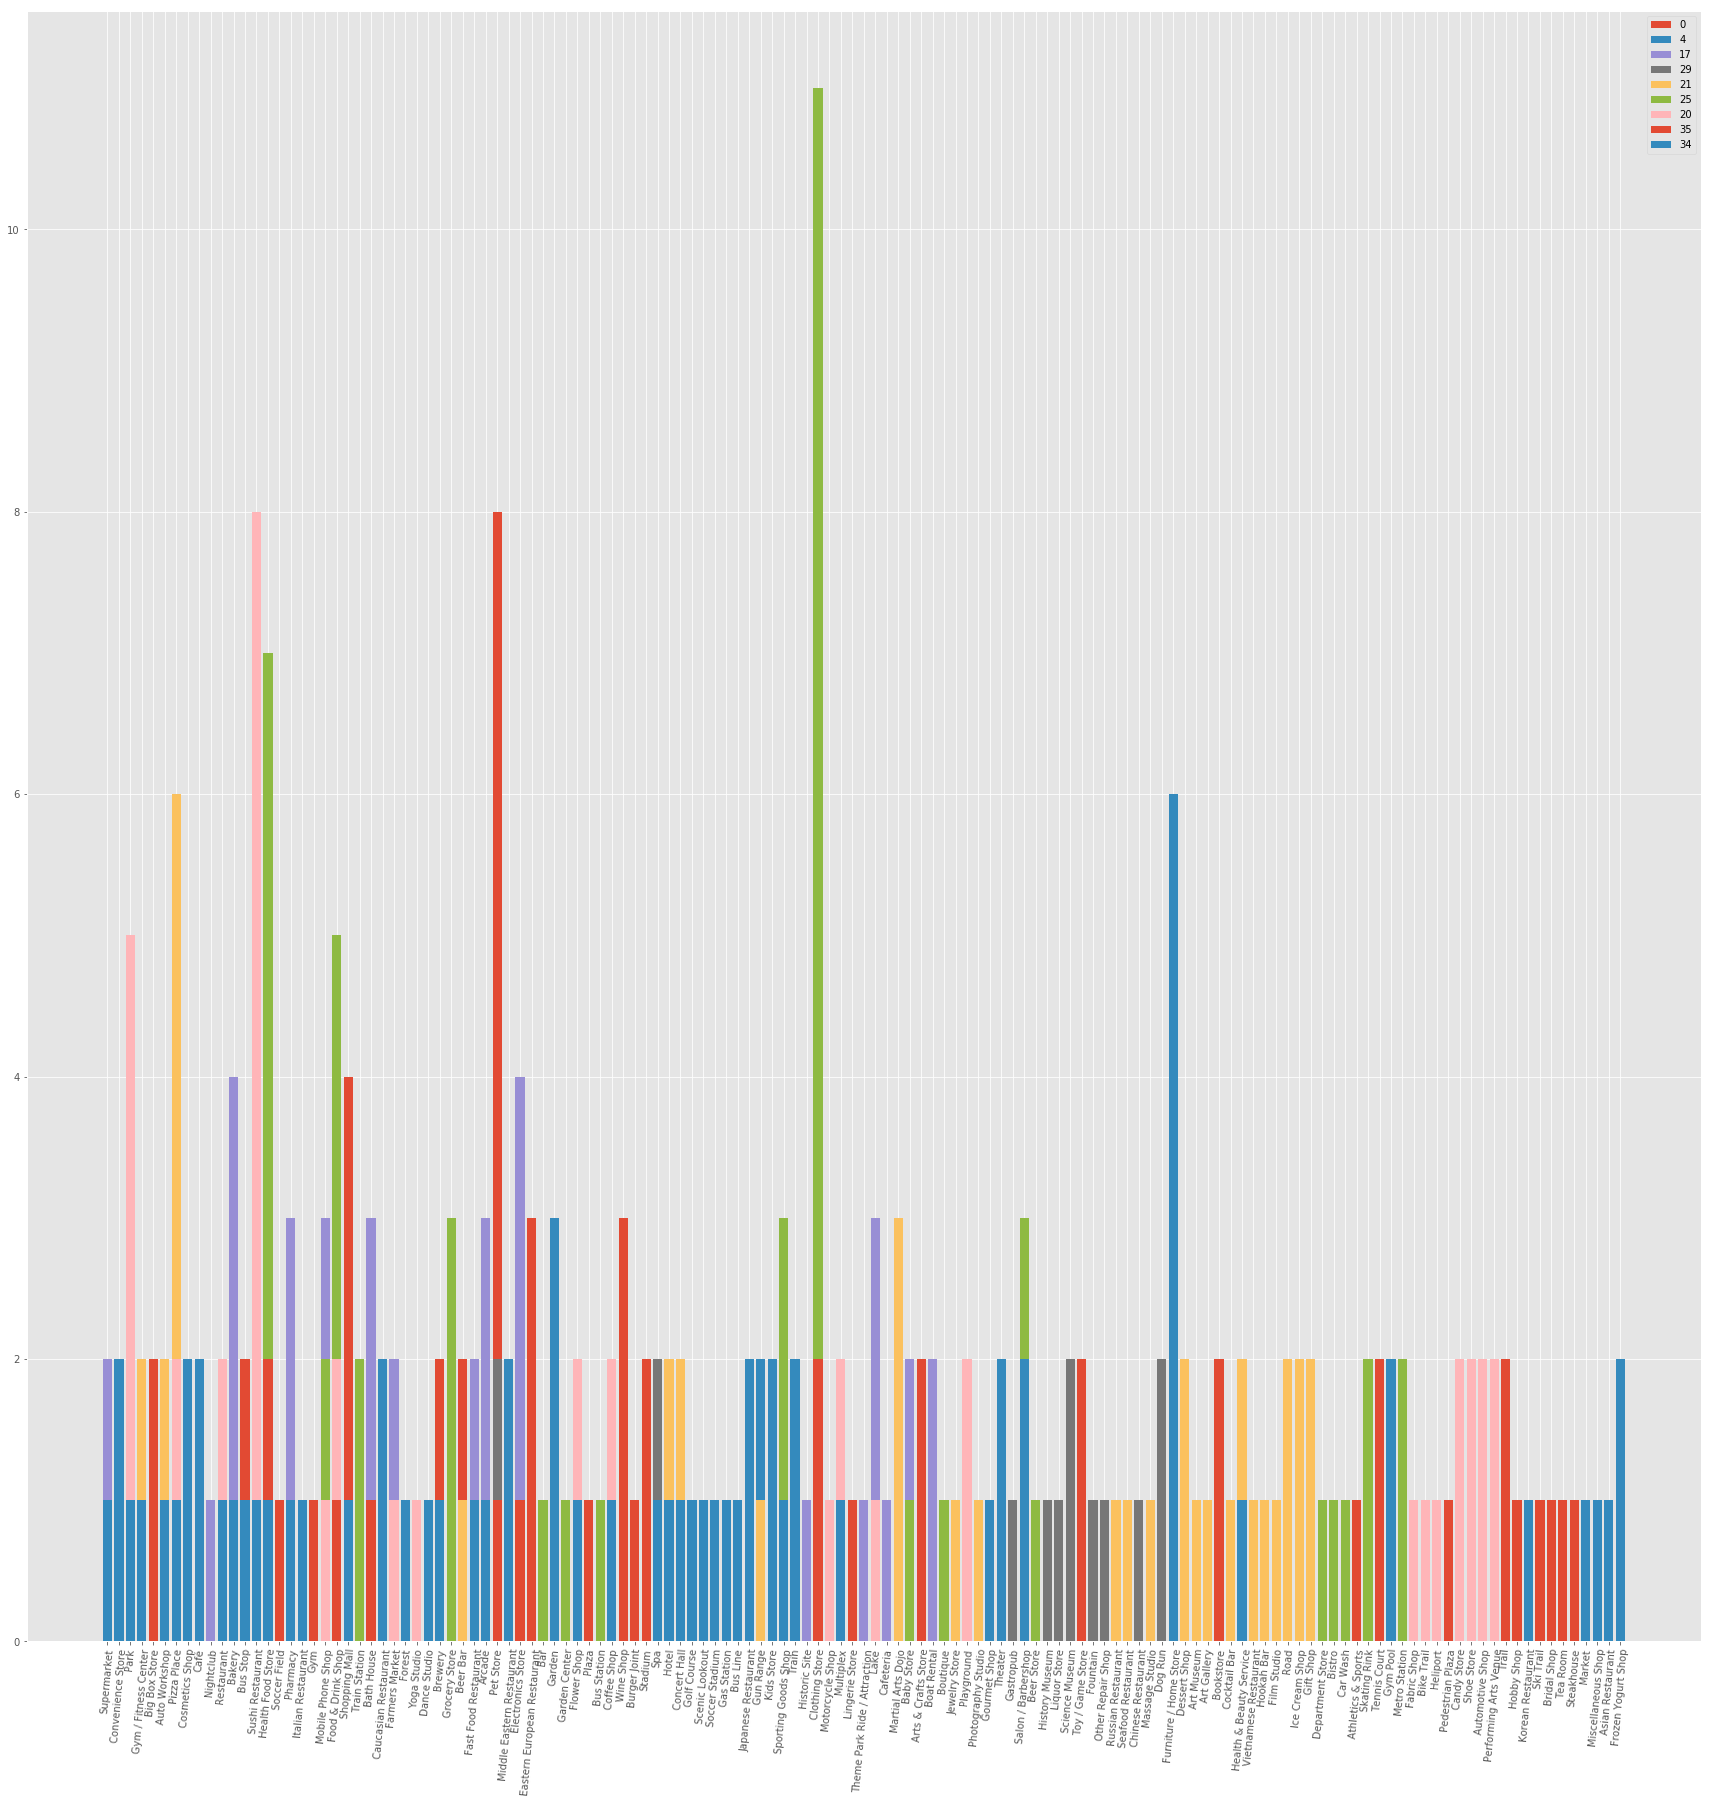 0
4
17
29
21
25
20
35
34
10
8
6
4
2
0
Supermarket
Convenience Store
Park
Gym / Fitness Center
Big Box Store
Auto Workshop
Pizza Place
Cosmetics Shop
Café
Nightclub
Restaurant
Bakery
Bus Stop
Sushi Restaurant
Health Food Store
Soccer Field
Pharmacy
Italian Restaurant
Gym
Mobile Phone Shop
Food & Drink Shop
Shopping Mall
Train Station
Bath House
Caucasian Restaurant
Farmers Market
Forest
Yoga Studio
Dance Studio
Brewery
Grocery Store
Beer Bar
Fast Food Restaurant
Arcade
Pet Store
Middle Eastern Restaurant
Electronics Store
Eastern European Restaurant
Bar
Garden
Garden Center
Flower Shop
Plaza
Bus Station
Coffee Shop
Wine Shop
Burger Joint
Stadium
Spa
Hotel
Concert Hall
Golf Course
Scenic Lookout
Soccer Stadium
Gas Station
Bus Line
Japanese Restaurant
Gun Range
Kids Store
Sporting Goods Shop
Train
Historic Site
Clothing Store
Motorcycle Shop
Multiplex
Lingerie Store
Theme Park Ride / Attraction
Lake
Cafeteria
Martial Arts Dojo
Baby Store
Arts & Crafts Store
Boat Rental
Boutique
Jewelry Store
Playground
Photography Studio
Gourmet Shop
Theater
Gastropub
Salon / Barbershop
Beer Store
History Museum
Liquor Store
Science Museum
Toy / Game Store
Fountain
Other Repair Shop
Russian Restaurant
Seafood Restaurant
Chinese Restaurant
Massage Studio
Dog Run
Furniture / Home Store
Dessert Shop
Art Museum
Art Gallery
Bookstore
Cocktail Bar
Health & Beauty Service
Vietnamese Restaurant
Hookah Bar
Film Studio
Road
Ice Cream Shop
Gift Shop
Department Store
Bistro
Car Wash
Athletics & Sports
Skating Rink
Tennis Court
Gym Pool
Metro Station
Fabric Shop
Bike Trail
Heliport
Pedestrian Plaza
Candy Store
Shoe Store
Automotive Shop
Performing Arts Venue
Trail
Hobby Shop
Korean Restaurant
Ski Trail
Bridal Shop
Tea Room
Steakhouse
Market
Miscellaneous Shop
Asian Restaurant
Frozen Yogurt Shop